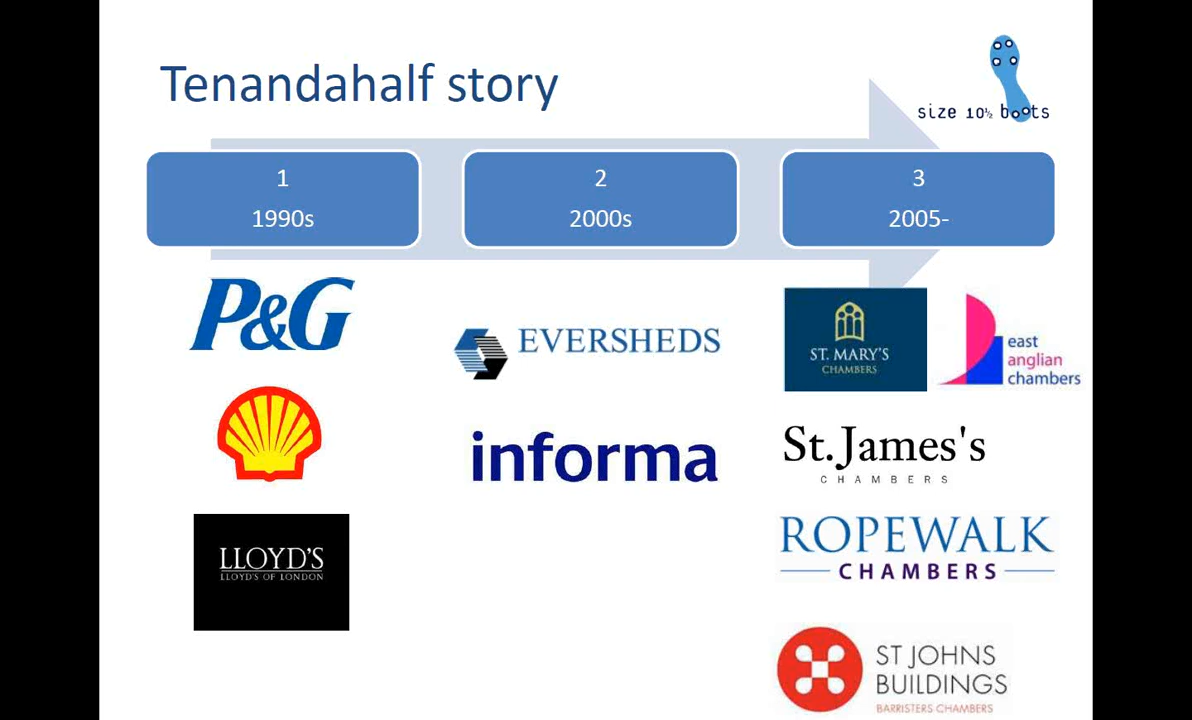 Tenandahalf story
size 10½ boots
1
1990s
2
2000s
3
2005-
P&G
LLOYD'S
LLOYD'S OF LONDON
EVERSHEDS
informa
ST. MARY'S
CHAMBERS
east
anglian
chambers
St.James's
CHAMBERS
ROPEWALK
CHAMBERS
ST JOHNS
BUILDINGS
BARRISTERS CHAMBERS